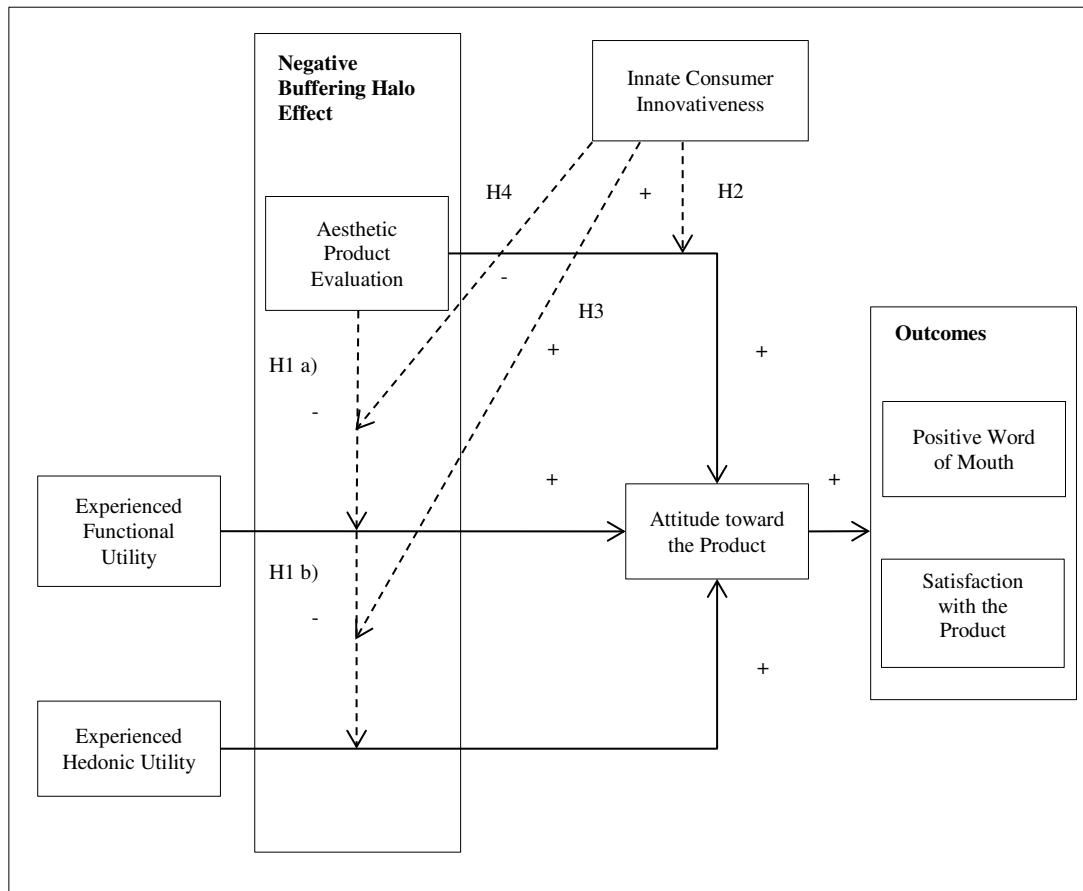 Negative
Buffering Halo
Effect
Innate Consumer
Innovativeness
H4
+
H2
Aesthetic
Product
Evaluation
-
H3
H1 a)
+
+
Outcomes
-
Positive Word
of Mouth
Experienced
Functional
Utility
+
+
Attitude toward
the Product
H1 b)
-
Satisfaction
with the
Product
+
Experienced
Hedonic Utility